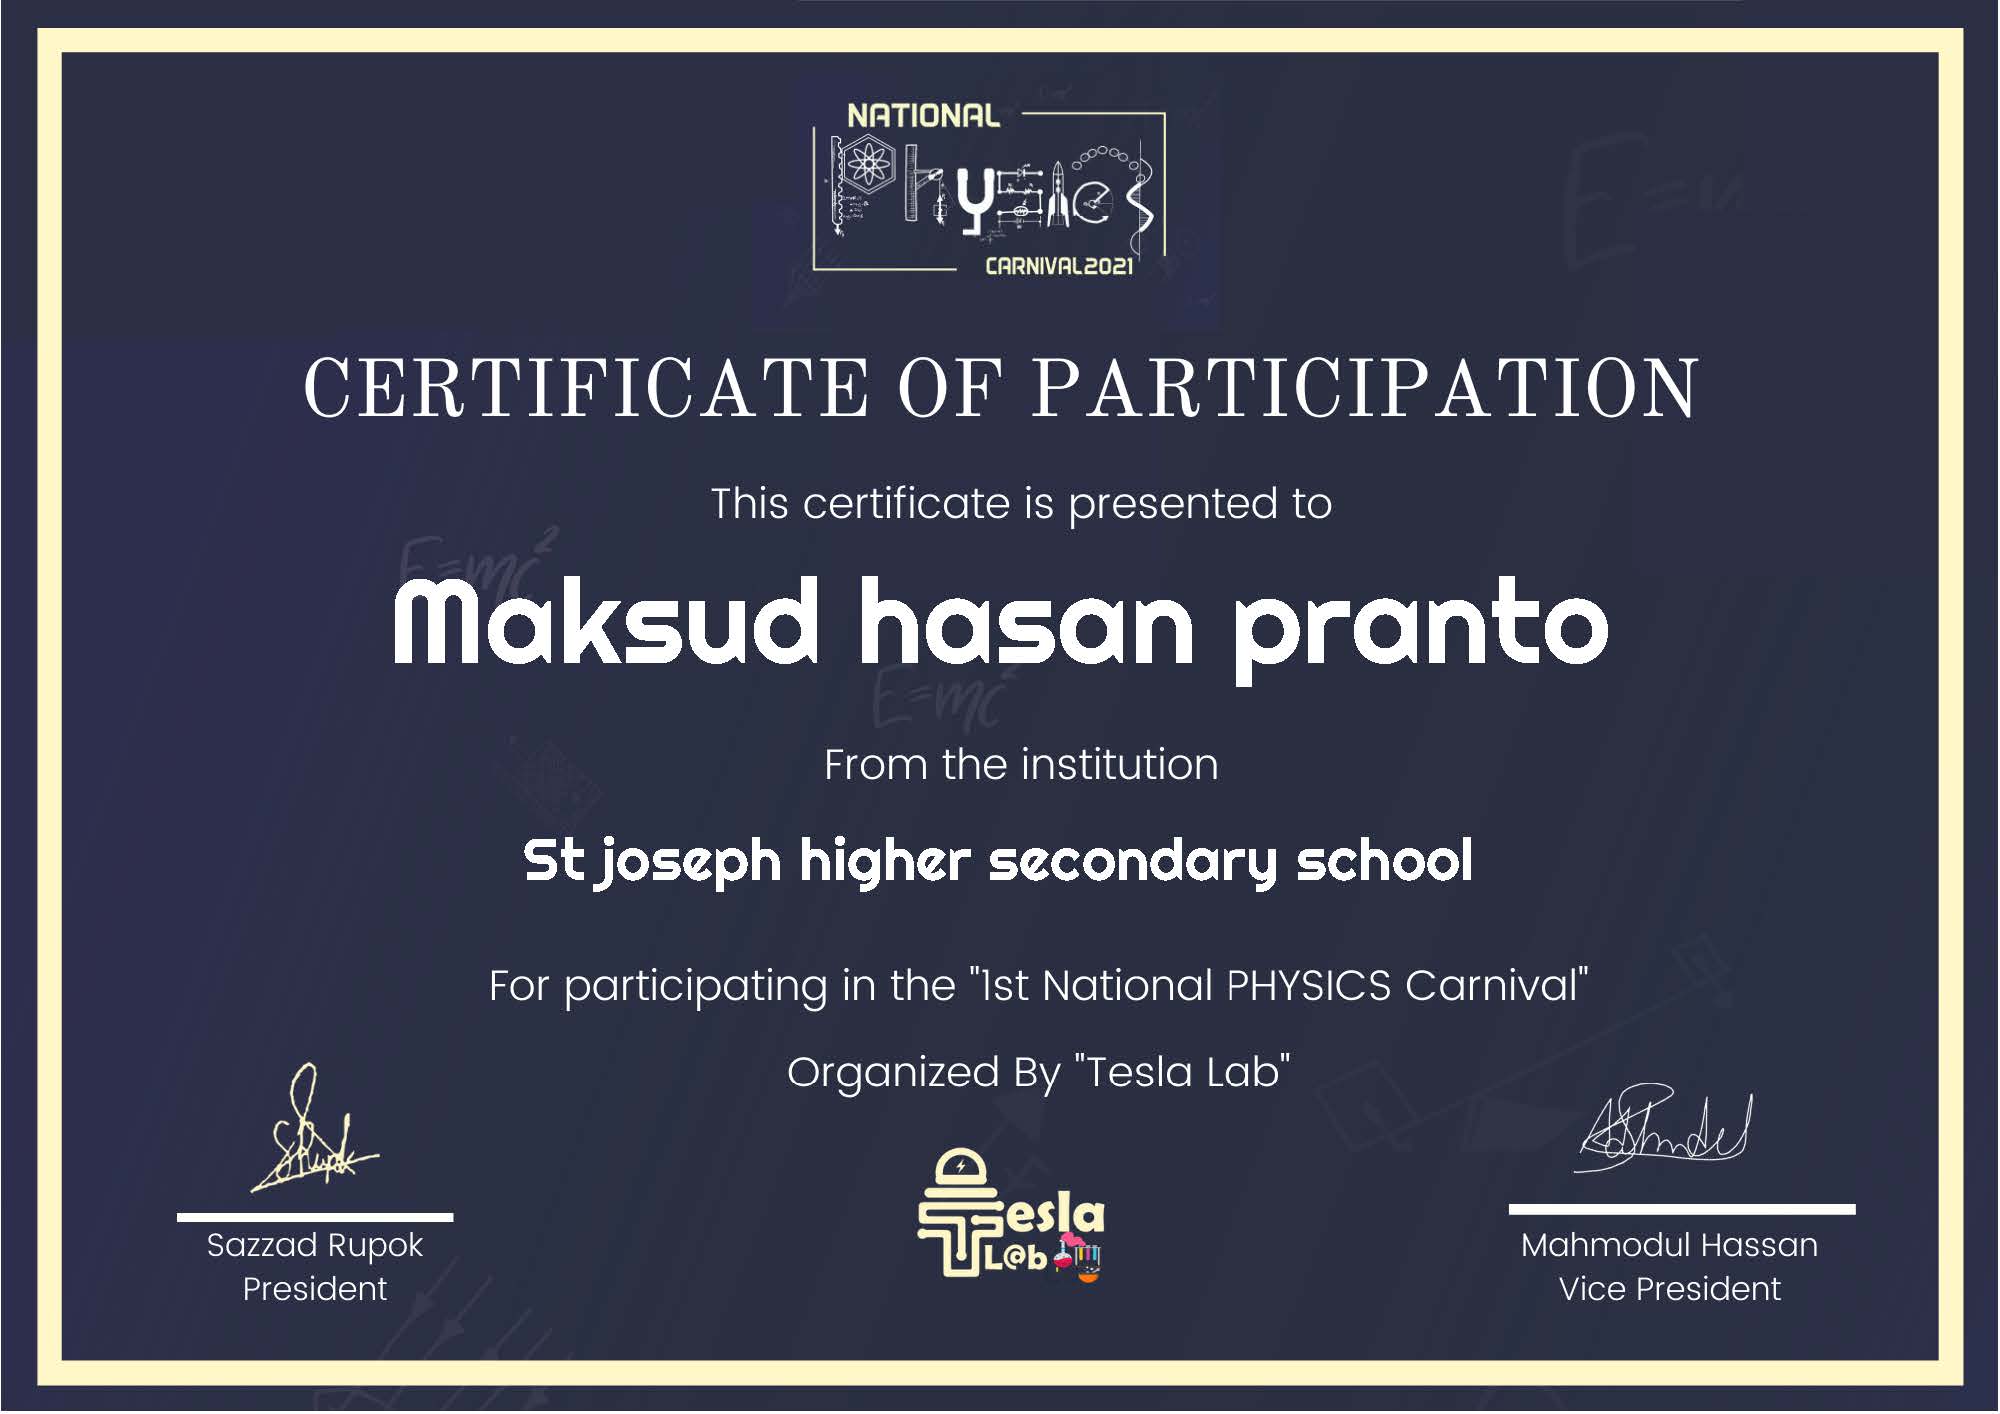 NATIONAL
Physics
CARNIVAL2021
CERTIFICATE OF PARTICIPATION
This certificate is presented to
E=mc²
Maksud hasan pranto
E=mc²
From the institution
St joseph higher secondary school
For participating in the "1st National PHYSICS Carnival"
Organized By "Tesla Lab"
Tesla
L@b
Sazzad Rupok
President
Mahmodul Hassan
Vice President